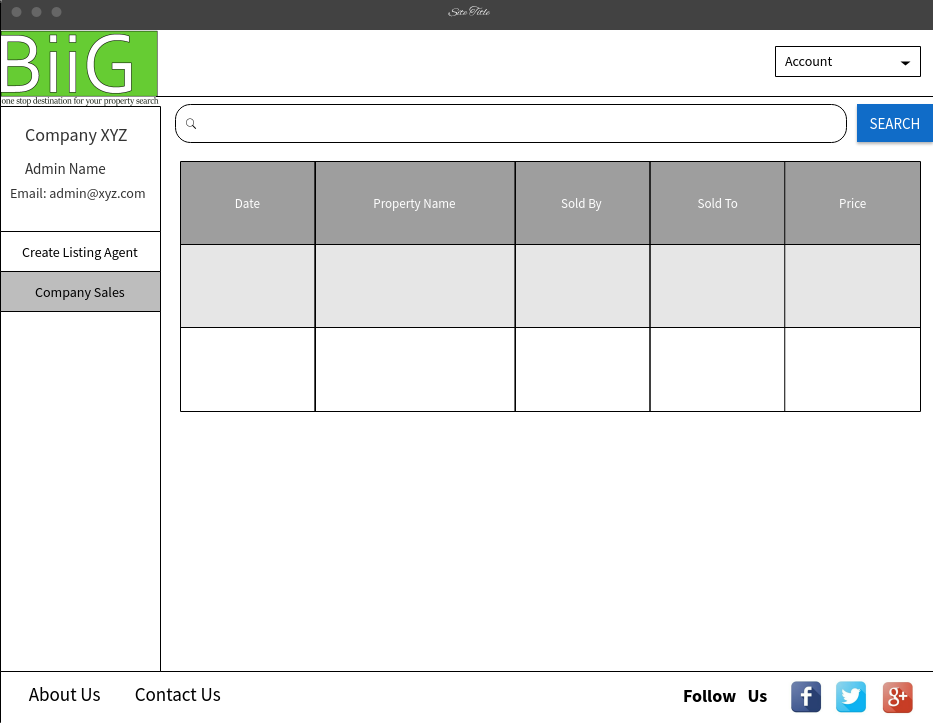 Site Title
BiiG
one stop destination for your property search
Account
Company XYZ
Admin Name
Email: admin@xyz.com
SEARCH
Date Property Name Sold By Sold To Price
Create Listing Agent
Company Sales
About Us Contact Us Follow Us f g+